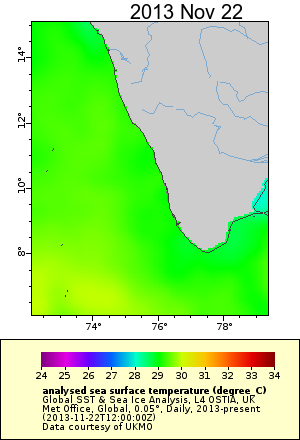 2013 Nov 22
14°
12°
10°
8°
74°
76°
78°
24 25 26 27 28 29 30 31 32 33 34
analysed sea surface temperature (degree_C)
Global SST & Sea Ice Analysis, L4 OSTIA, UK
Met Office, Global, 0.05°, Daily, 2013-present
(2013-11-22T12:00:00Z)
Data courtesy of UKMO